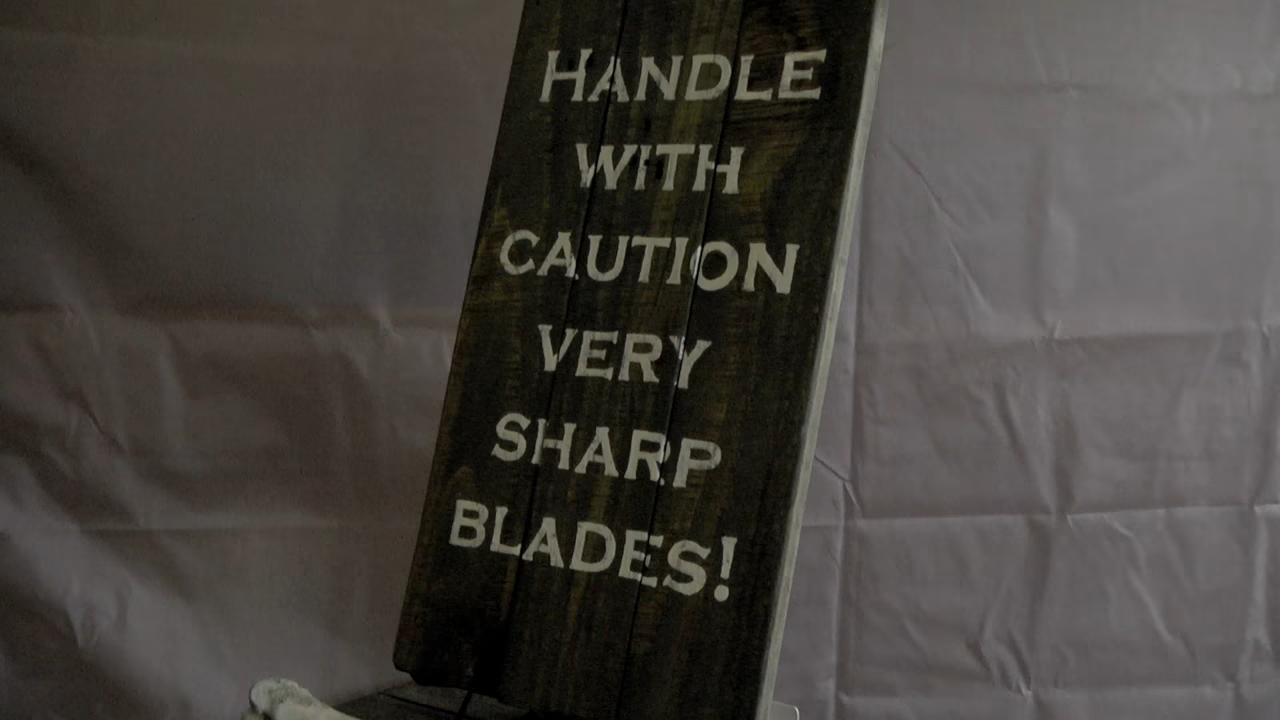 HANDLE
WITH
CAUTION
VERY
SHARP
BLADES!